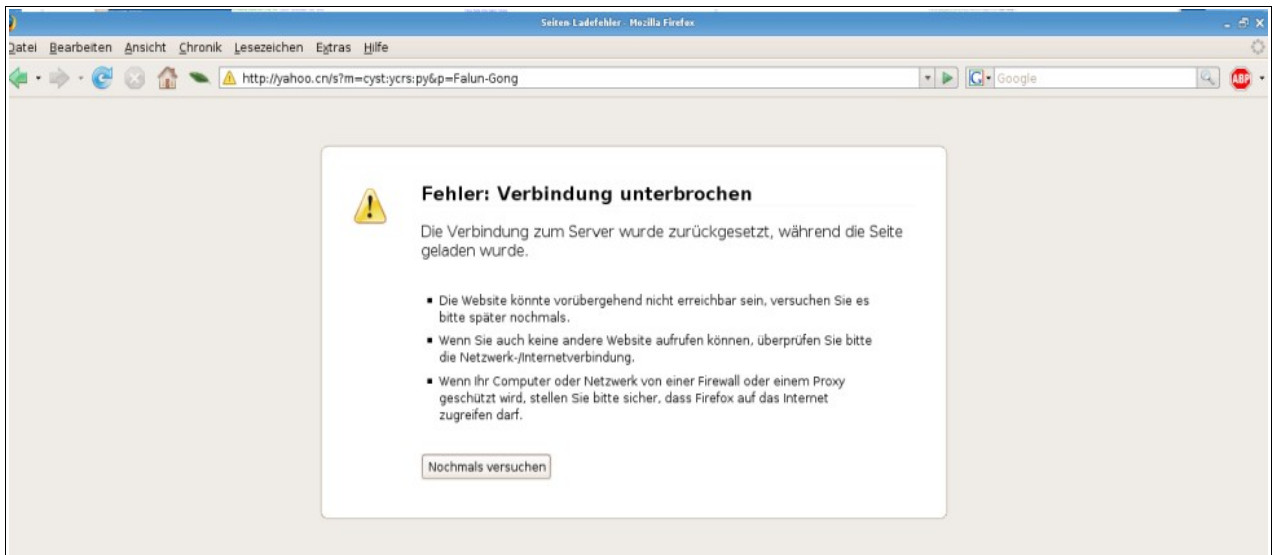 Seiten-Ladefehler - Mozilla Firefox
Datei Bearbeiten Ansicht Chronik Lesezeichen Extras Hilfe
http://yahoo.cn/s?m=cyst:ycrs:py&p=Falun-Gong
G
Google
ABP
Fehler: Verbindung unterbrochen
Die Verbindung zum Server wurde zurückgesetzt, während die Seite
geladen wurde.
Die Website könnte vorübergehend nicht erreichbar sein, versuchen Sie es
bitte später nochmals.
Wenn Sie auch keine andere Website aufrufen können, überprüfen Sie bitte
die Netzwerk-/Internetverbindung.
Wenn Ihr Computer oder Netzwerk von einer Firewall oder einem Proxy
geschützt wird, stellen Sie bitte sicher, dass Firefox auf das Internet
zugreifen darf.
Nochmals versuchen